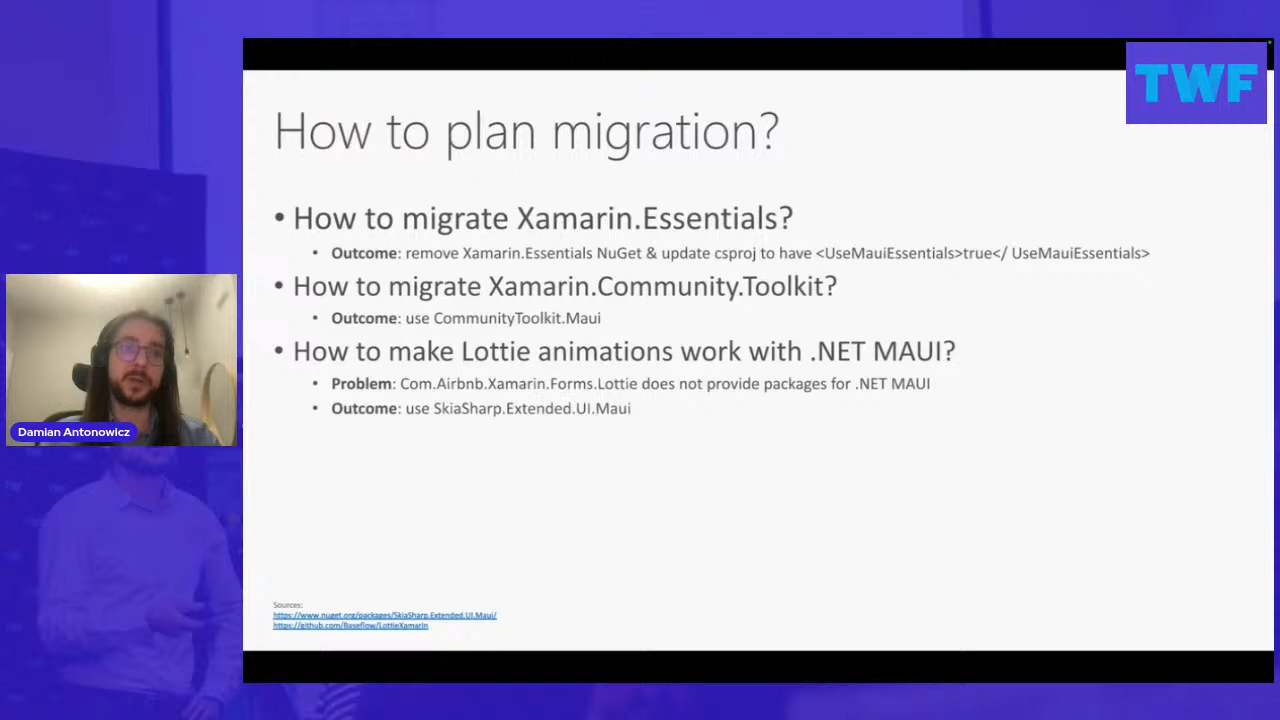 TWF
How to plan migration?
• How to migrate Xamarin.Essentials?
• Outcome: remove Xamarin.Essentials NuGet & update csproj to have <UseMauiEssentials>true</ UseMauiEssentials>
• How to migrate Xamarin.Community.Toolkit?
• Outcome: use CommunityToolkit.Maui
• How to make Lottie animations work with .NET MAUI?
• Problem: Com.Airbnb.Xamarin.Forms.Lottie does not provide packages for .NET MAUI
• Outcome: use SkiaSharp.Extended.UI.Maui
Damian Antonowicz
Sources:
https://www.nuget.org/packages/SkiaSharp.Extended.UI.Maui/
https://github.com/Baseflow/LottieXamarin